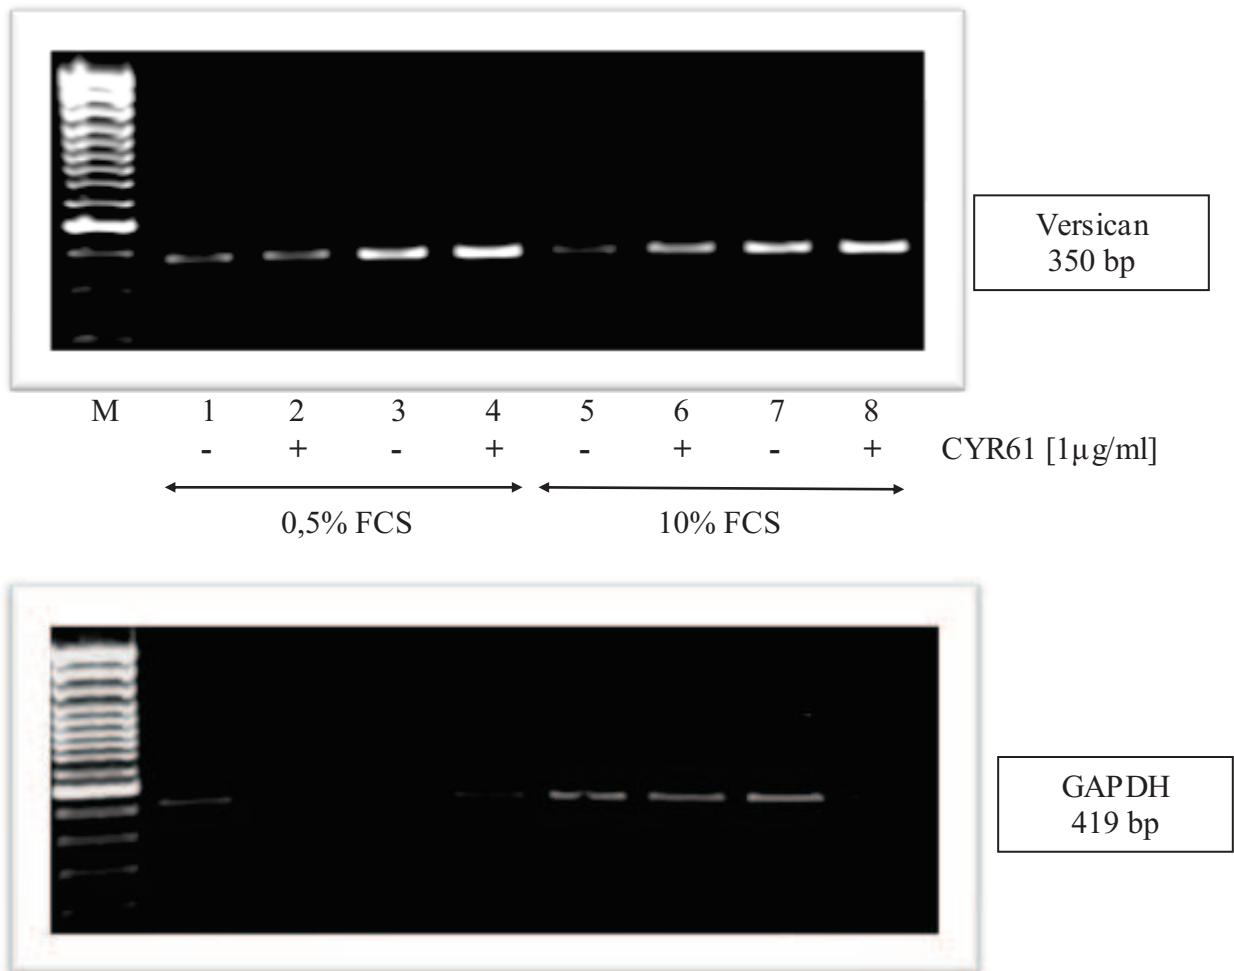 Versican
350 bp
M 1 2 3 4 5 6 7 8
- + - + - + - + CYR61 [1µg/ml]
0,5% FCS 10% FCS
GAPDH
419 bp